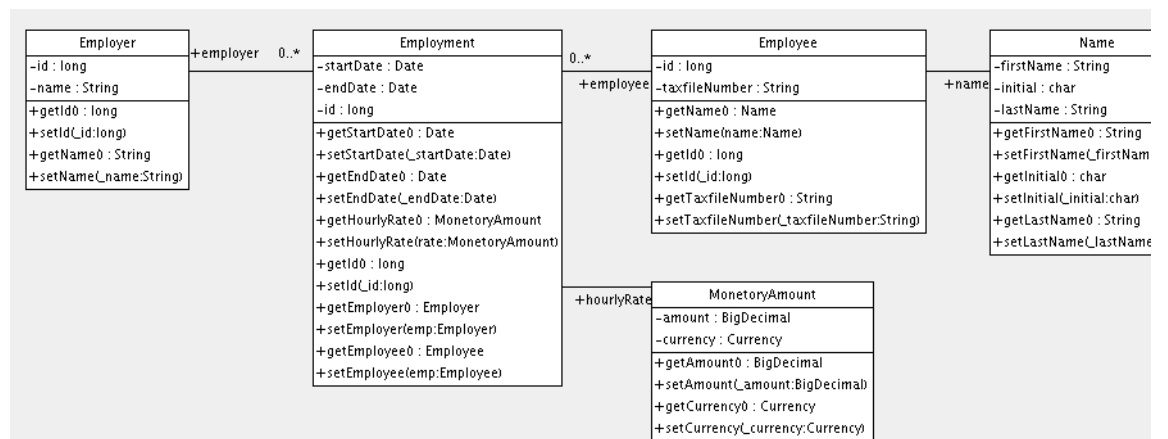 Employer
-id : long
-name : String
+getId() : long
+setId(_id:long)
+getName() : String
+setName(_name:String)
+employer 0..*
Employment
-startDate : Date
-endDate : Date
-id : long
+getStartDate() : Date
+setStartDate(_startDate:Date)
+getEndDate() : Date
+setEndDate(_endDate:Date)
+getHourlyRate() : MonetoryAmount
+setHourlyRate(rate:MonetoryAmount)
+getId() : long
+setId(_id:long)
+getEmployer() : Employer
+setEmployer(emp:Employer)
+getEmployee() : Employee
+setEmployee(emp:Employee)
0..*
+employee
Employee
-id : long
-taxfileNumber : String
+getName() : Name
+setName(name:Name)
+getId() : long
+setId(_id:long)
+getTaxfileNumber() : String
+setTaxfileNumber(_taxfileNumber:String)
+name
Name
-firstName : String
-initial : char
-lastName : String
+getFirstName() : String
+setFirstName(_firstNam
+getInitial() : char
+setInitial(_initial:char)
+getLastName() : String
+setLastName(_lastName
+hourlyRate
MonetoryAmount
-amount : BigDecimal
-currency : Currency
+getAmount() : BigDecimal
+setAmount(_amount:BigDecimal)
+getCurrency() : Currency
+setCurrency(_currency:Currency)